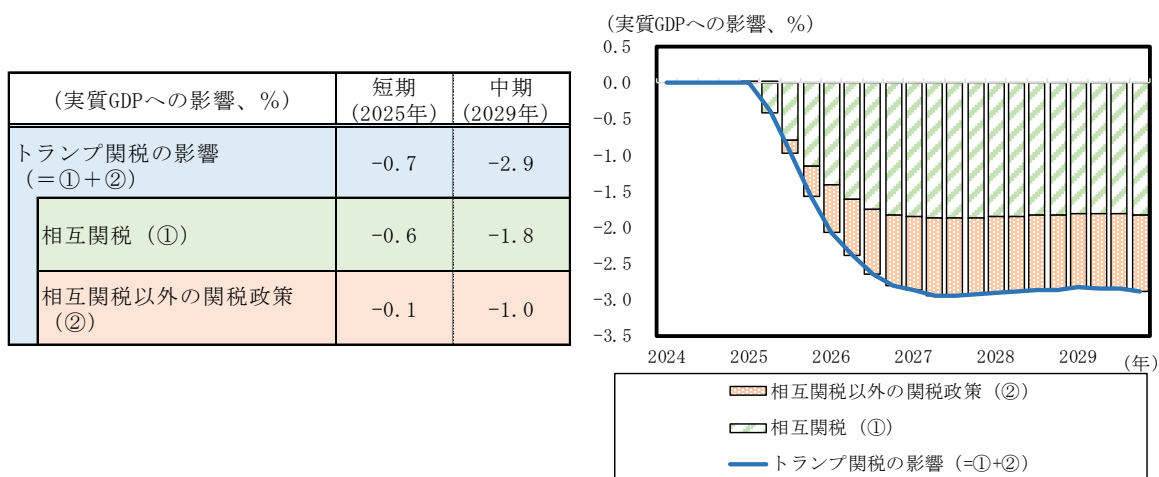 (実質GDPへの影響、%)
短期
(2025年)
中期
(2029年)
トランプ関税の影響
(=①+②)
-0.7
-2.9
相互関税(①)
-0.6
-1.8
相互関税以外の関税政策
(②)
-0.1
-1.0
(実質GDPへの影響、%)
0.5
0.0
-0.5
-1.0
-1.5
-2.0
-2.5
-3.0
-3.5
2024 2025 2026 2027 2028 2029 (年)
相互関税以外の関税政策(②)
相互関税(①)
トランプ関税の影響(=①+②)